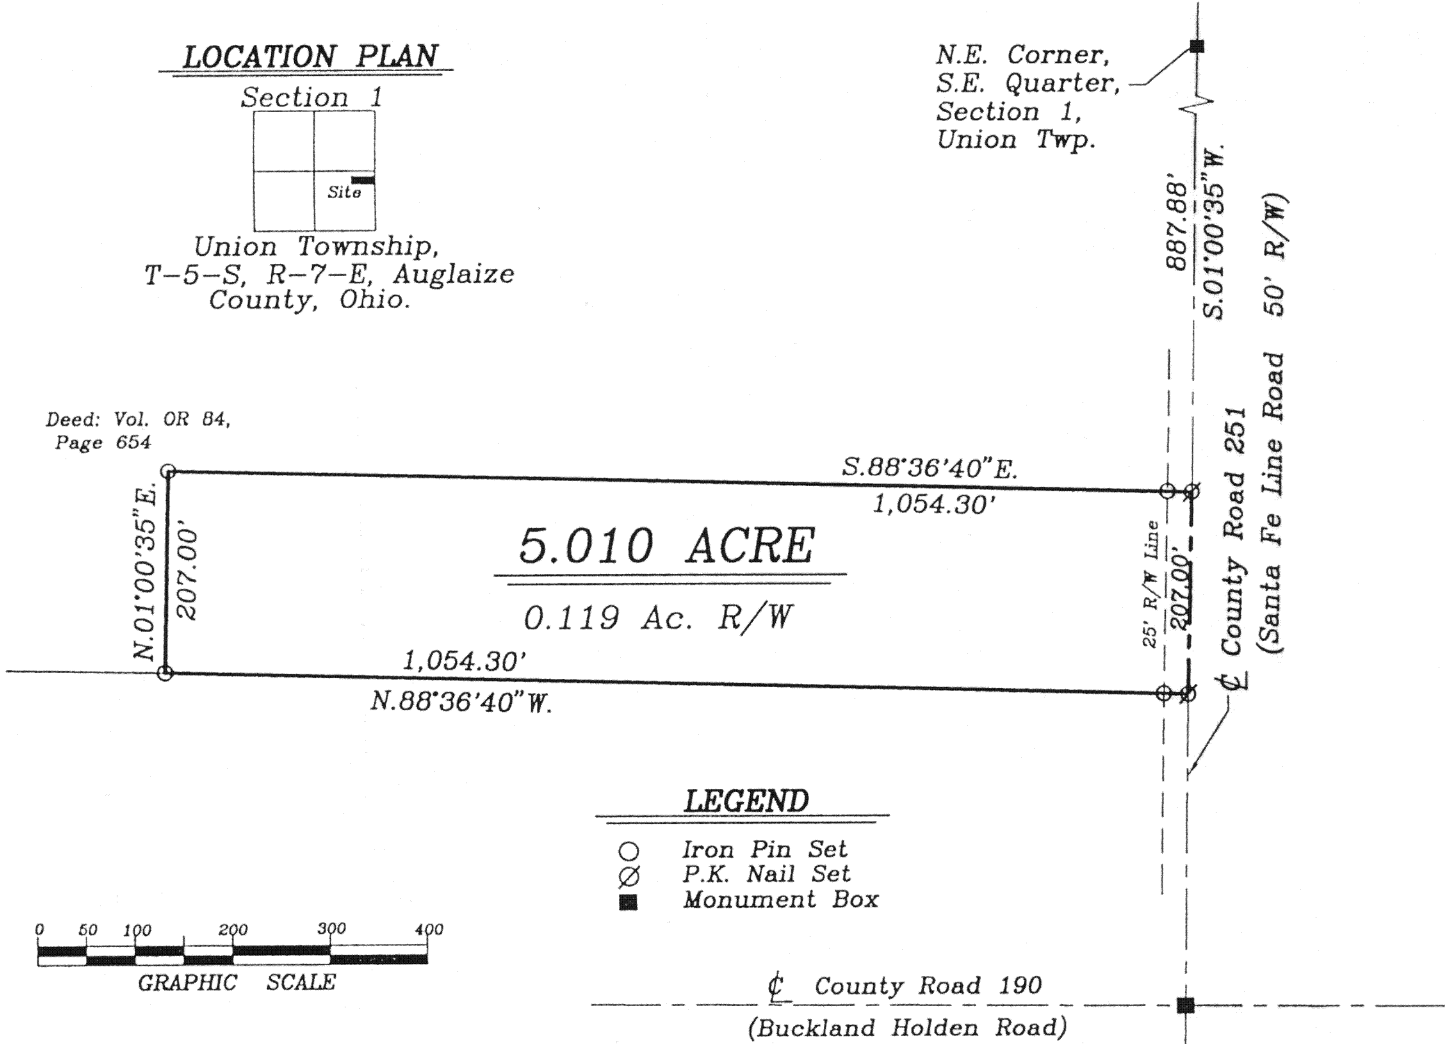 LOCATION PLAN
Section 1
Site
Union Township,
T-5-S, R-7-E, Auglaize
County, Ohio.
N.E. Corner,
S.E. Quarter,
Section 1,
Union Twp.
887.88'
S.01°00'35"W.
Deed: Vol. OR 84,
Page 654
S.88°36'40"E.
1,054.30'
N.01°00'35"E.
207.00'
5.010 ACRE
0.119 Ac. R/W
1,054.30'
N.88°36'40"W.
25' R/W Line
207.00'
℄ County Road 251
(Santa Fe Line Road 50' R/W)
LEGEND
Iron Pin Set
P.K. Nail Set
Monument Box
0 50 100 200 300 400
GRAPHIC SCALE
℄ County Road 190
(Buckland Holden Road)